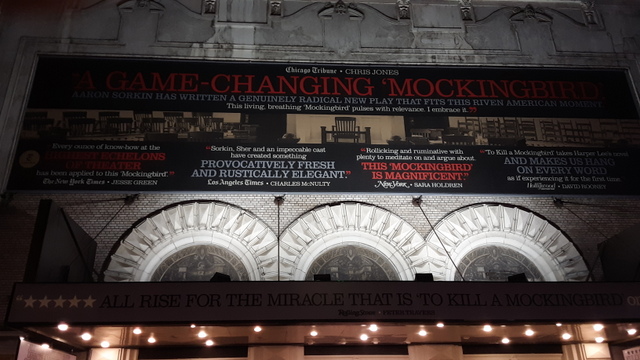 Chicago Tribune • CHRIS JONES
"A GAME-CHANGING 'MOCKINGBIRD.'
AARON SORKIN HAS WRITTEN A GENUINELY RADICAL NEW PLAY THAT FITS THIS RIVEN AMERICAN MOMENT.
This living, breathing 'Mockingbird' pulses with relevance. I embrace it."
Every ounce of know-how at the
HIGHEST ECHELONS
OF THEATER
has been applied to this 'Mockingbird.'"
The New York Times • JESSE GREEN
"Sorkin, Sher and an impeccable cast
have created something
PROVOCATIVELY FRESH
AND RUSTICALLY ELEGANT."
Los Angeles Times • CHARLES McNULTY
"Rollicking and ruminative with
plenty to meditate on and argue about.
THIS 'MOCKINGBIRD'
IS MAGNIFICENT."
New York • SARA HOLDREN
"'To Kill a Mockingbird' takes Harper Lee's novel
AND MAKES US HANG
ON EVERY WORD
as if experiencing it for the first time.
Hollywood • DAVID ROONEY
"★★★★★ ALL RISE FOR THE MIRACLE THAT IS 'TO KILL A MOCKINGBIRD
Rolling Stone • PETER TRAVERS